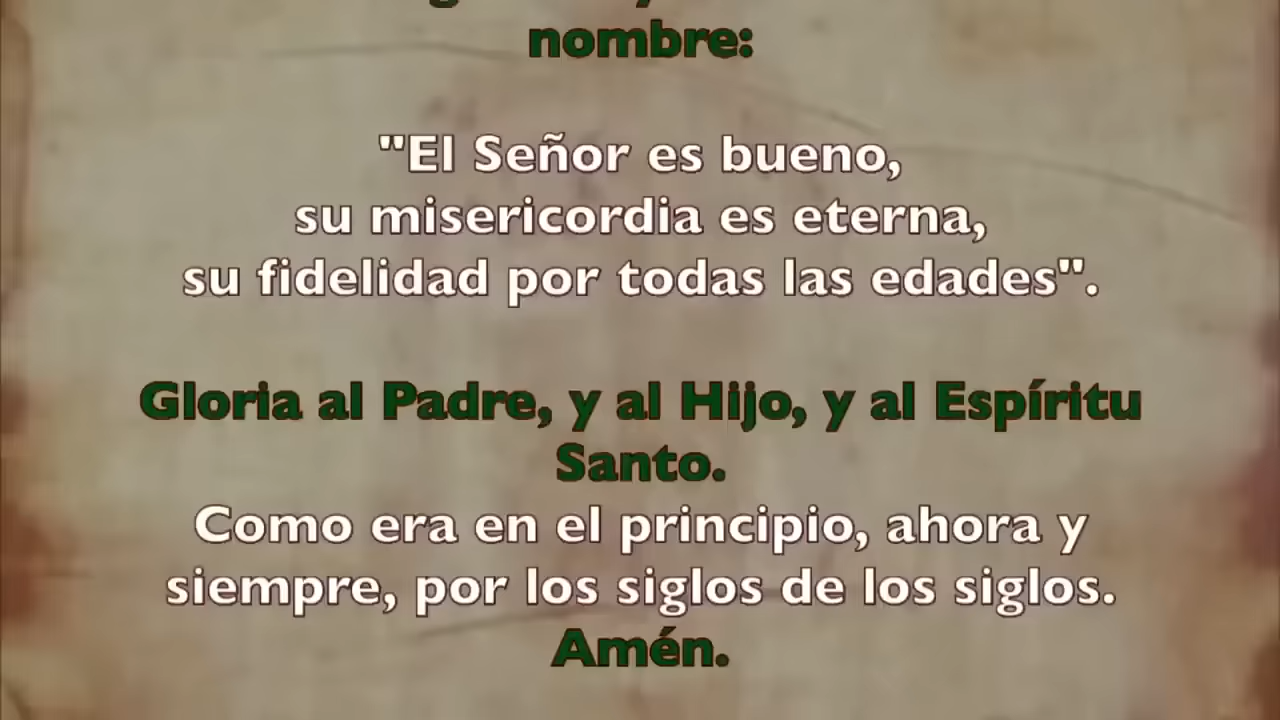 nombre:
"El Señor es bueno,
su misericordia es eterna,
su fidelidad por todas las edades".
Gloria al Padre, y al Hijo, y al Espíritu
Santo.
Como era en el principio, ahora y
siempre, por los siglos de los siglos.
Amén.